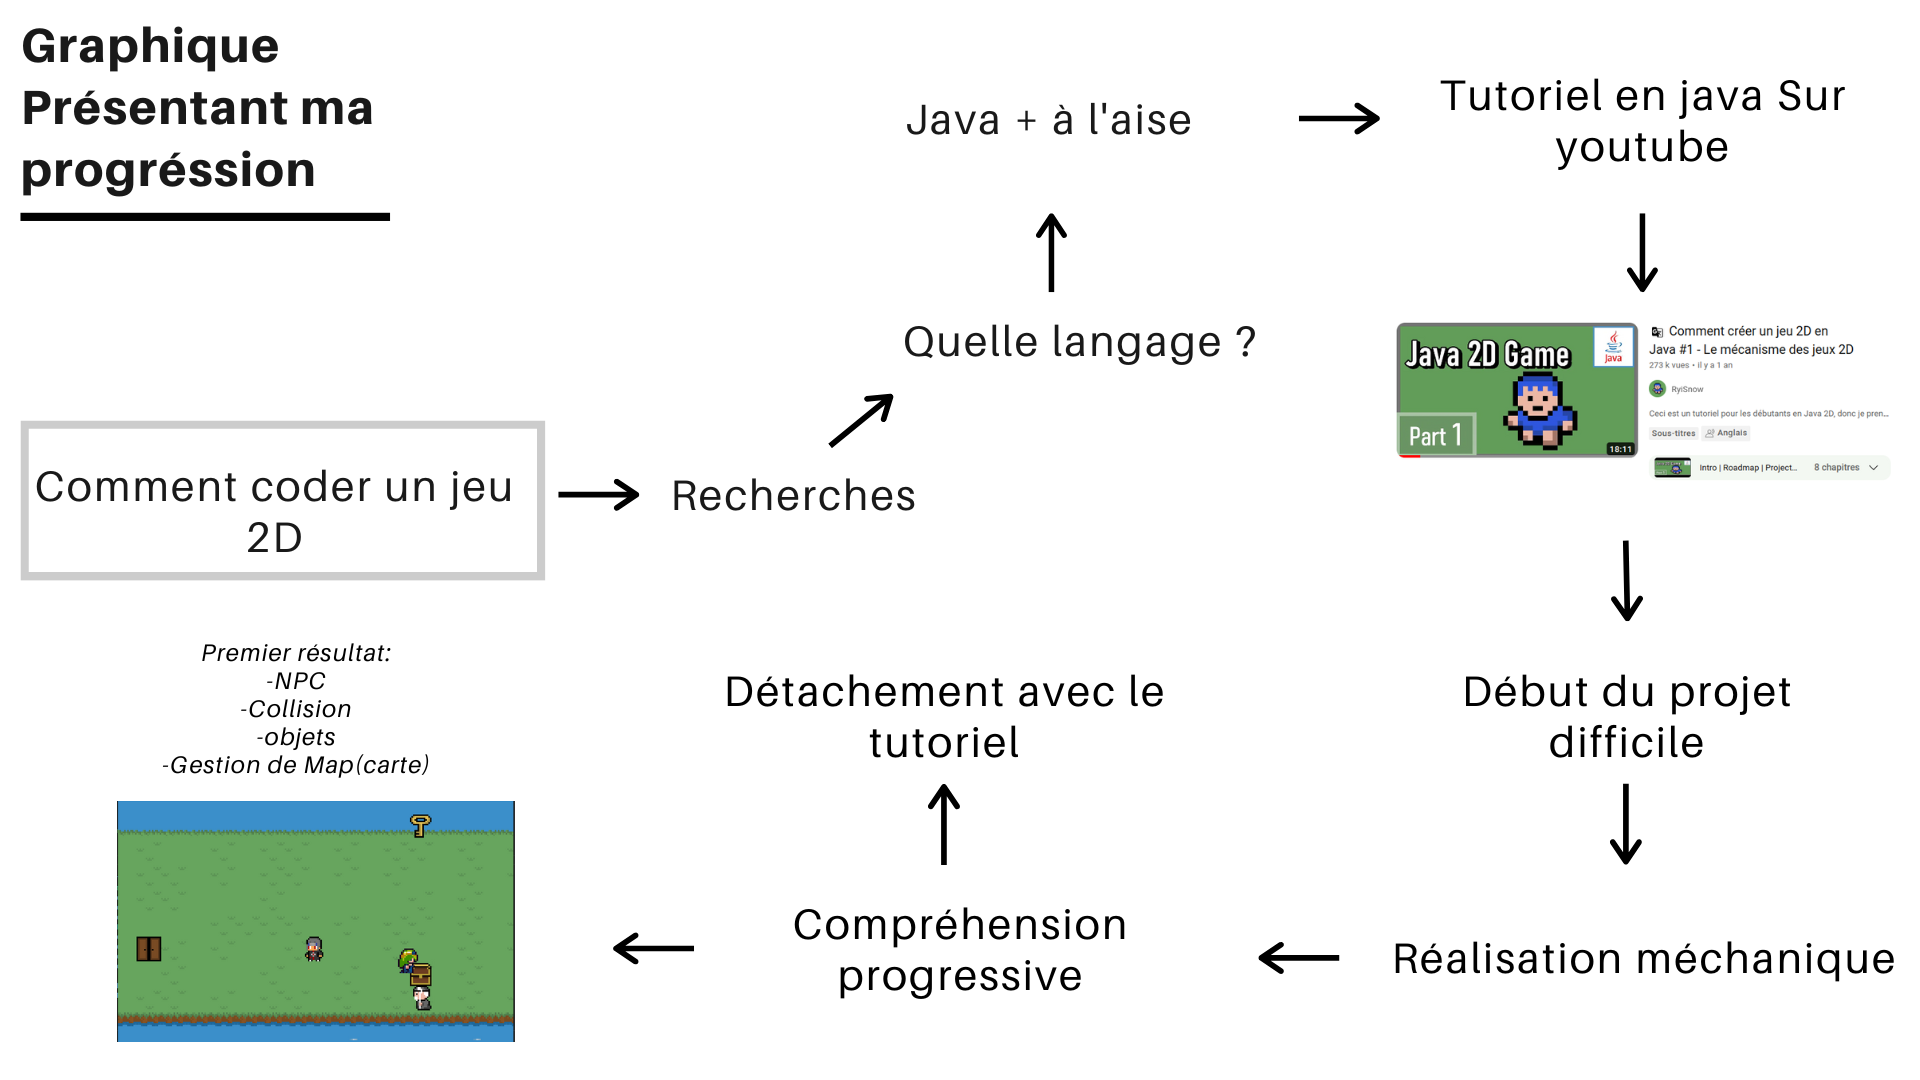 Graphique
Présentant ma
progréssion
Java + à l'aise
Tutoriel en java Sur
youtube
Quelle langage ?
Java 2D Game
Java
Part 1
18:11
Comment créer un jeu 2D en
Java #1 - Le mécanisme des jeux 2D
273 k vues • il y a 1 an
RyiSnow
Ceci est un tutoriel pour les débutants en Java 2D, donc je pren...
Sous-titres
Anglais
Intro | Roadmap | Project...
8 chapitres
Comment coder un jeu
2D
Recherches
Premier résultat:
-NPC
-Collision
-objets
-Gestion de Map(carte)
Détachement avec le
tutoriel
Début du projet
difficile
Compréhension
progressive
Réalisation méchanique